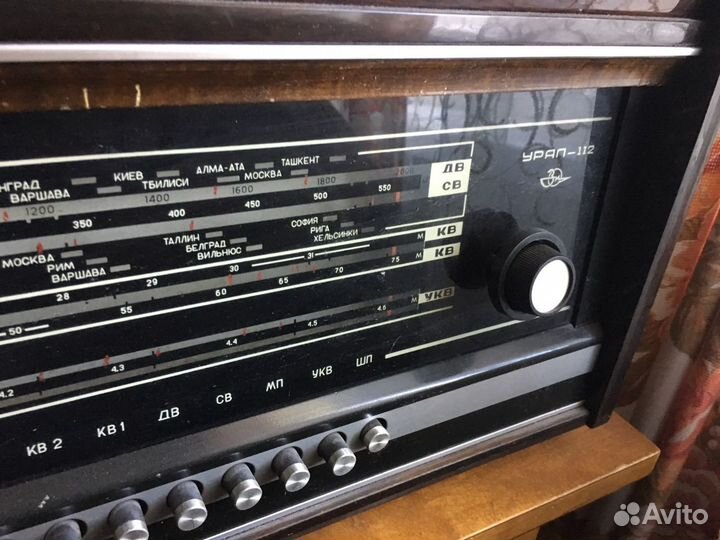 НГРАД КИЕВ АЛМА-АТА ТАШКЕНТ
ВАРШАВА ТБИЛИСИ МОСКВА
1200 1400 1600 1800 2000 ДВ
350 400 450 500 550 СВ
УРАЛ-112
ТАЛЛИН СОФИЯ
МОСКВА БЕЛГРАД РИГА
РИМ ВИЛЬНЮС ХЕЛЬСИНКИ М КВ
ВАРШАВА
28 29 30 31 М КВ
50 55 60 65 70 75
4.4 4.5 4.6 М УКВ
4.2 4.3
КВ 2 КВ 1 ДВ СВ МП УКВ ШП
Avito